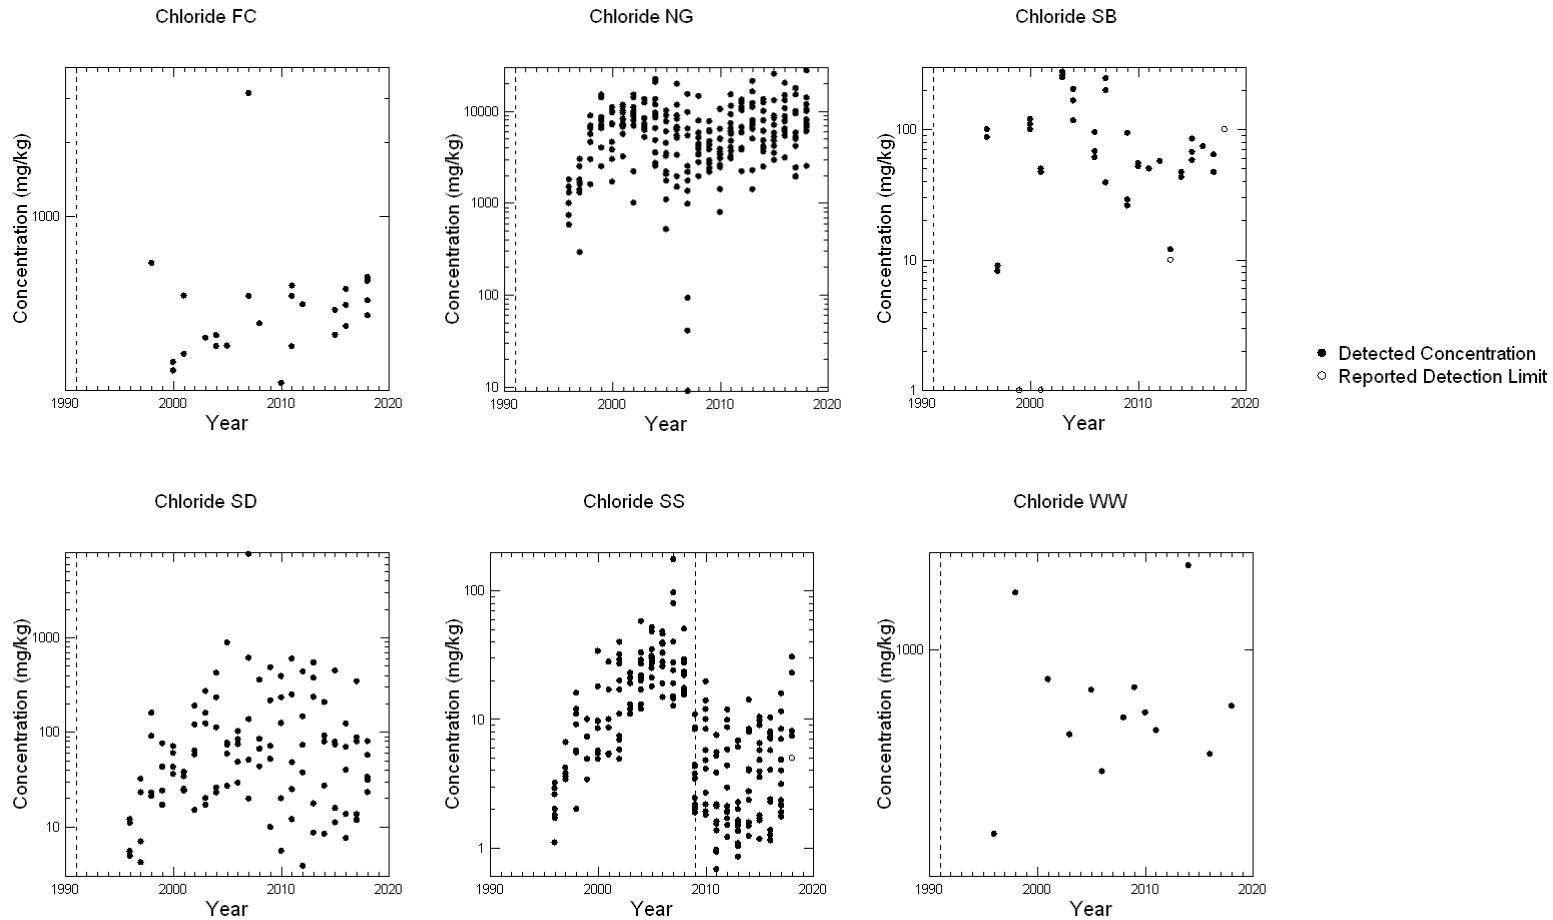 Chloride FC
Chloride NG
Chloride SB
Concentration (mg/kg)
1000
1990
2000
2010
2020
Year
Concentration (mg/kg)
10000
1000
100
10
1990
2000
2010
2020
Year
Concentration (mg/kg)
100
10
1
1990
2000
2010
2020
Year
Detected Concentration
Reported Detection Limit
Chloride SD
Chloride SS
Chloride WW
Concentration (mg/kg)
1000
100
10
1990
2000
2010
2020
Year
Concentration (mg/kg)
100
10
1
1990
2000
2010
2020
Year
Concentration (mg/kg)
1000
1990
2000
2010
2020
Year